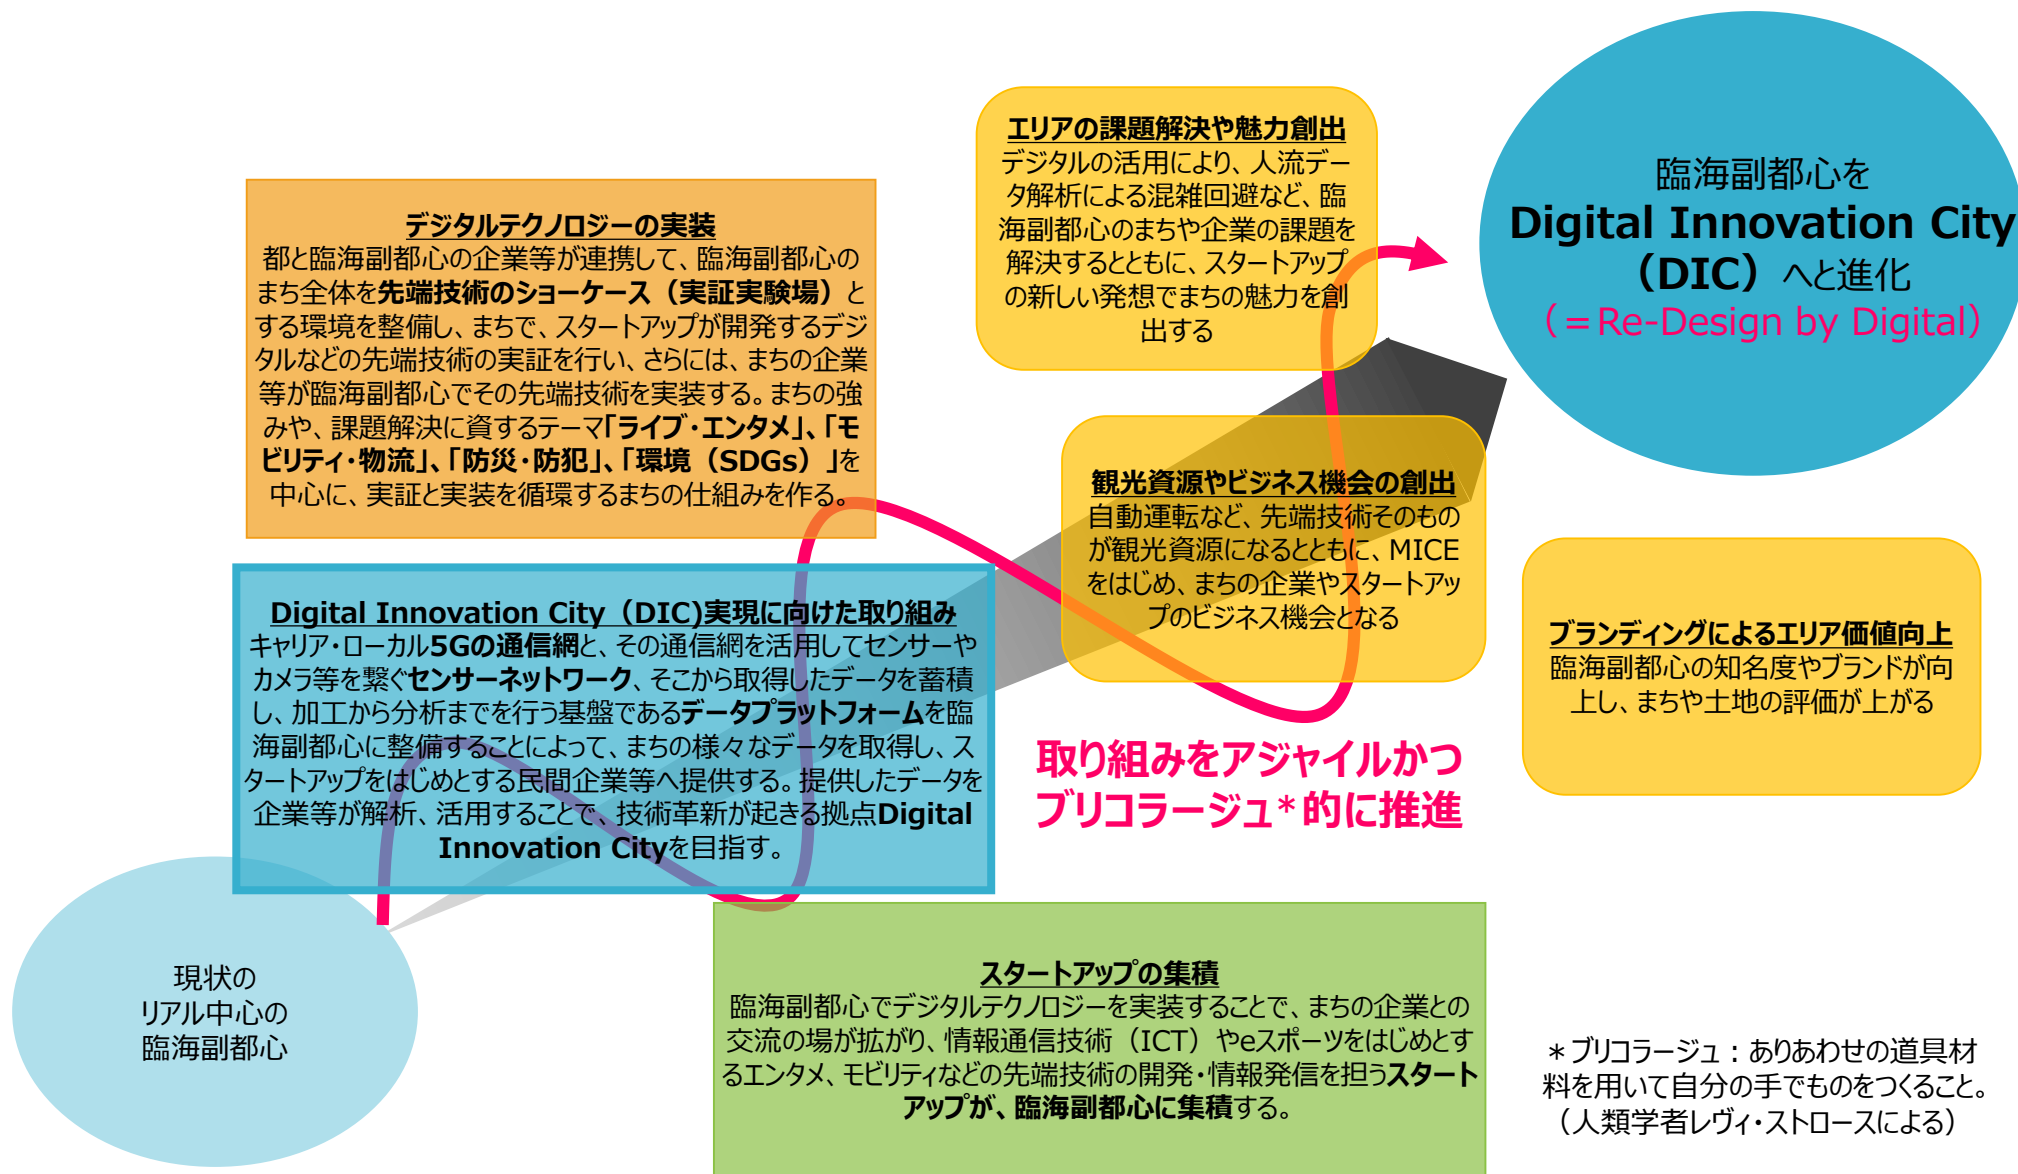 臨海副都心を
Digital Innovation City
（DIC）へと進化
（＝Re-Design by Digital）
エリアの課題解決や魅力創出
デジタルの活用により、人流デー
タ解析による混雑回避など、臨
海副都心のまちや企業の課題を
解決するとともに、スタートアップ
の新しい発想でまちの魅力を創
出する
デジタルテクノロジーの実装
都と臨海副都心の企業等が連携して、臨海副都心の
まち全体を先端技術のショーケース（実証実験場）と
する環境を整備し、まちで、スタートアップが開発するデジ
タルなどの先端技術の実証を行い、さらには、まちの企業
等が臨海副都心でその先端技術を実装する。まちの強
みや、課題解決に資するテーマ「ライブ・エンタメ」、「モ
ビリティ・物流」、「防災・防犯」、「環境（SDGs）」を
中心に、実証と実装を循環するまちの仕組みを作る。
観光資源やビジネス機会の創出
自動運転など、先端技術そのもの
が観光資源になるとともに、MICE
をはじめ、まちの企業やスタートアッ
プのビジネス機会となる
Digital Innovation City（DIC)実現に向けた取り組み
キャリア・ローカル5Gの通信網と、その通信網を活用してセンサーや
カメラ等を繋ぐセンサーネットワーク、そこから取得したデータを蓄積
し、加工から分析までを行う基盤であるデータプラットフォームを臨
海副都心に整備することによって、まちの様々なデータを取得し、ス
タートアップをはじめとする民間企業等へ提供する。提供したデータを
企業等が解析、活用することで、技術革新が起きる拠点Digital
Innovation Cityを目指す。
ブランディングによるエリア価値向上
臨海副都心の知名度やブランドが向
上し、まちや土地の評価が上がる
取り組みをアジャイルかつ
ブリコラージュ*的に推進
現状の
リアル中心の
臨海副都心
スタートアップの集積
臨海副都心でデジタルテクノロジーを実装することで、まちの企業との
交流の場が拡がり、情報通信技術（ICT）やeスポーツをはじめとす
るエンタメ、モビリティなどの先端技術の開発・情報発信を担うスタート
アップが、臨海副都心に集積する。
＊ブリコラージュ：ありあわせの道具材
料を用いて自分の手でものをつくること。
（人類学者レヴィ・ストロースによる）